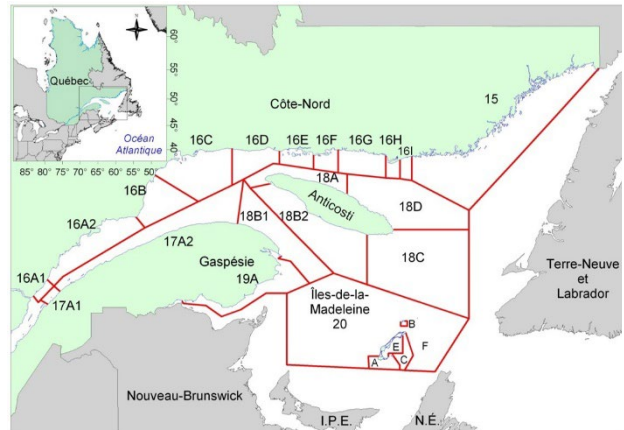 Québec
Océan
Atlantique
60°
55°
50°
45°
40°
85° 80° 75° 70° 65° 60° 55°
Côte-Nord
15
16C
16D
16E
16F
16G
16H
16I
16B
18A
Anticosti
18D
16A2
18B1
18B2
17A2
18C
Gaspésie
19A
16A1
17A1
Terre-Neuve
et
Labrador
Îles-de-la-
Madeleine
20
B
E
F
A
C
Nouveau-Brunswick
I.P.E.
N.É.